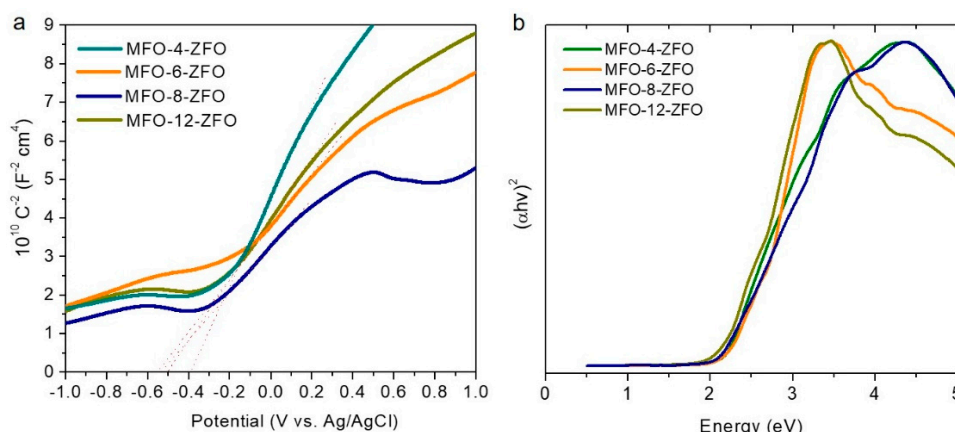 a
MFO-4-ZFO
MFO-6-ZFO
MFO-8-ZFO
MFO-12-ZFO
10¹⁰ C⁻² (F⁻² cm⁴)
9
8
7
6
5
4
3
2
1
0
-1.0 -0.8 -0.6 -0.4 -0.2 0.0 0.2 0.4 0.6 0.8 1.0
Potential (V vs. Ag/AgCl)
b
MFO-4-ZFO
MFO-6-ZFO
MFO-8-ZFO
MFO-12-ZFO
(αhv)²
0 1 2 3 4 5
Energy (eV)